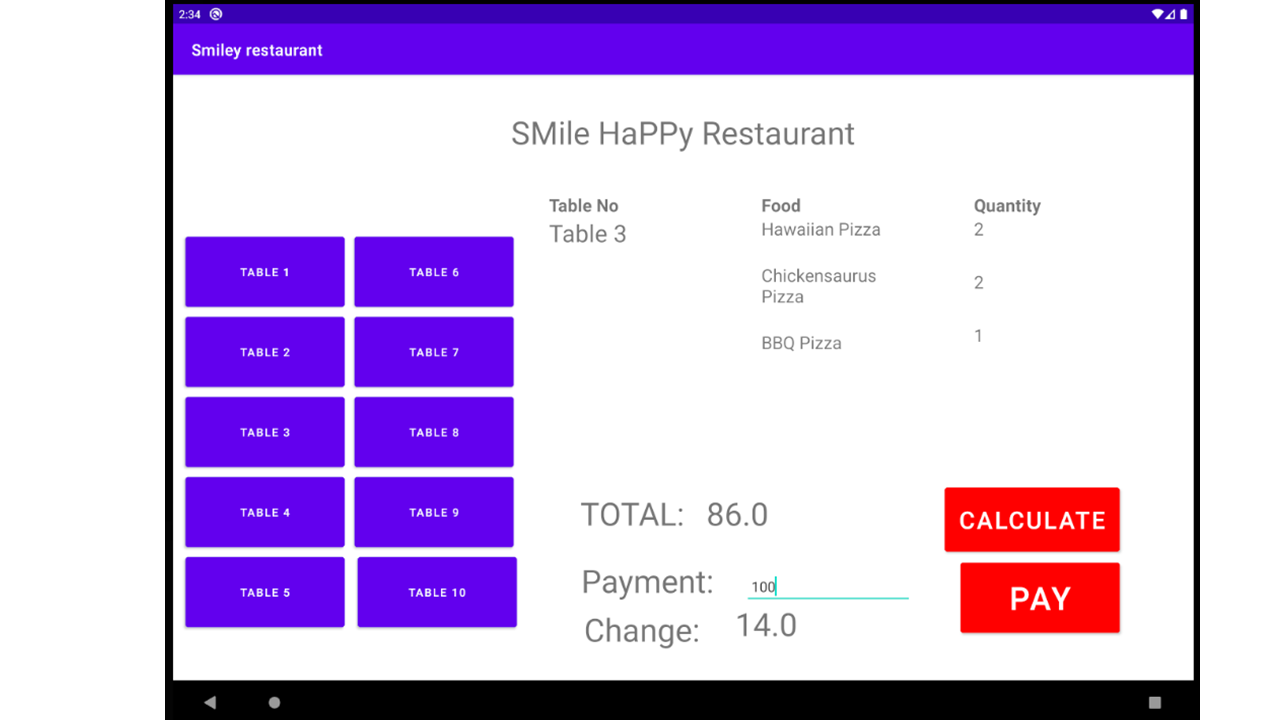 2:34
Smiley restaurant
SMile HaPPy Restaurant
Table No Food Quantity
Table 3 Hawaiian Pizza 2
Chickensaurus
Pizza 2
BBQ Pizza 1
TABLE 1 TABLE 6
TABLE 2 TABLE 7
TABLE 3 TABLE 8
TABLE 4 TABLE 9
TABLE 5 TABLE 10
TOTAL: 86.0 CALCULATE
Payment: 100 PAY
Change: 14.0